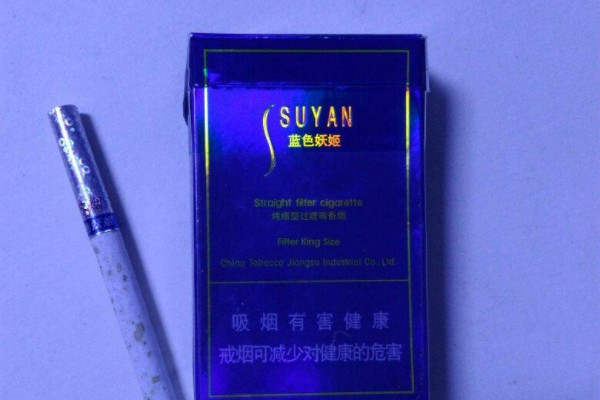 SUYAN
蓝色妖姬
Straight filter cigarette
烤烟型过滤嘴香烟
Filter King Size
China Tobacco Jiangsu Industrial Co., Ltd.
吸烟有害健康
戒烟可减少对健康的危害